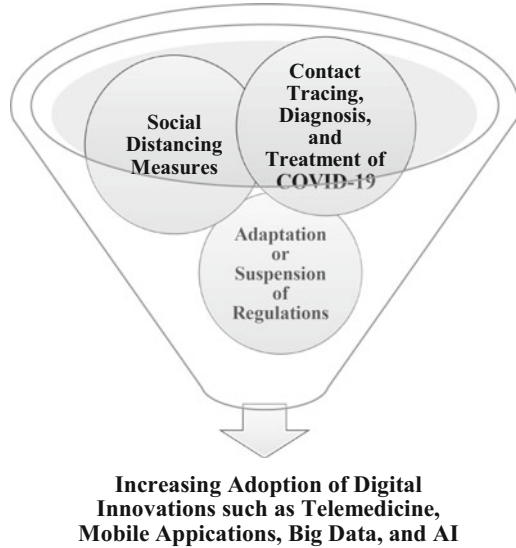 Social
Distancing
Measures
Contact
Tracing,
Diagnosis,
and
Treatment of
COVID-19
Adaptation
or
Suspension
of
Regulations
Increasing Adoption of Digital
Innovations such as Telemedicine,
Mobile Appications, Big Data, and AI